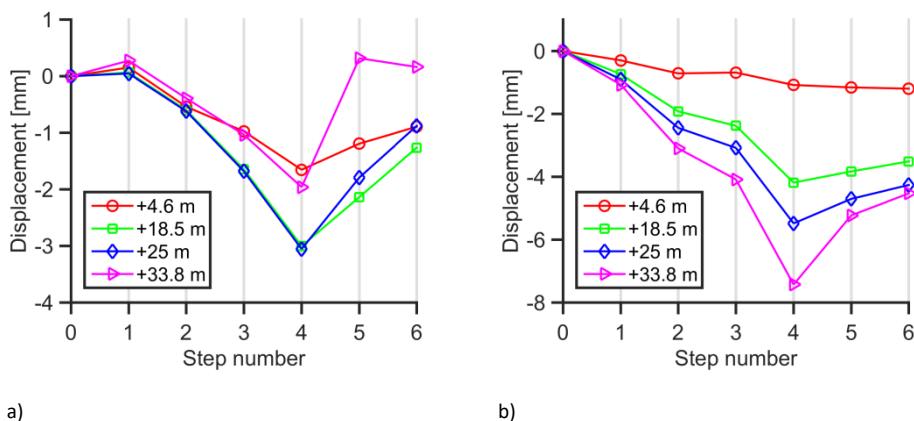 1
0
-1
-2
-3
-4
Displacement [mm]
+4.6 m
+18.5 m
+25 m
+33.8 m
0 1 2 3 4 5 6
Step number
a)
0
-2
-4
-6
-8
Displacement [mm]
+4.6 m
+18.5 m
+25 m
+33.8 m
0 1 2 3 4 5 6
Step number
b)